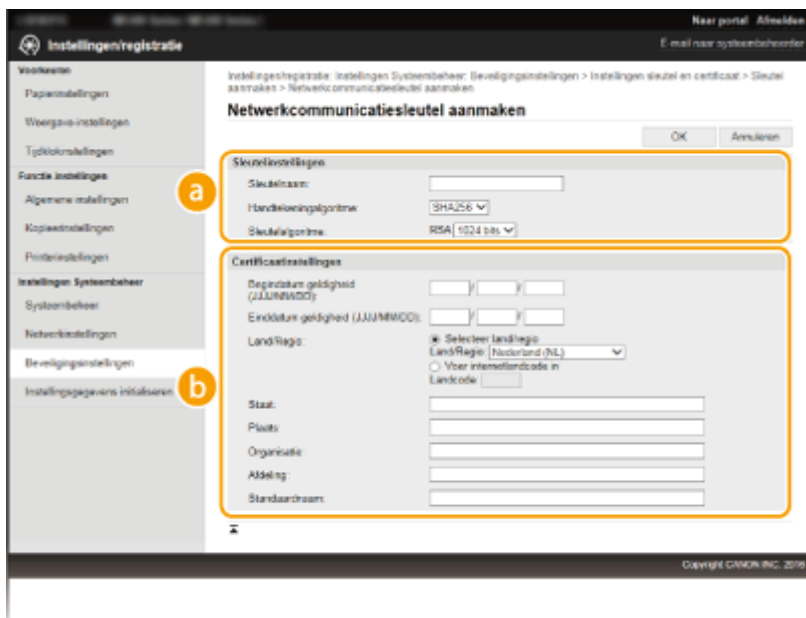 Naar portal Afmelden
Instellingen/registratie
E-mail naar systeembeheerder
Voorkeuren
Papierinstellingen
Weergave-instellingen
Tijdklokinstellingen
Functie instellingen
Algemene instellingen
Kopieerinstellingen
Printerinstellingen
Instellingen Systeembeheer
Systeembeheer
Netwerkinstellingen
Beveiligingsinstellingen
Instellingsgegevens initialiseren
Instellingen/registratie: Instellingen Systeembeheer: Beveiligingsinstellingen > Instellingen sleutel en certificaat > Sleutel
aanmaken > Netwerkcommunicatiesleutel aanmaken
Netwerkcommunicatiesleutel aanmaken
OK Annuleren
a
Sleutelinstellingen
Sleutelnaam:
Handtekeningalgoritme: SHA256
Sleutelalgoritme: RSA 1024 bits
b
Certificaatinstellingen
Begindatum geldigheid
(JJJJ/MM/DD): / /
Einddatum geldigheid (JJJJ/MM/DD): / /
Land/Regio: Selecteer land/regio
Land/Regio: Nederland (NL)
Voer internetlandcode in
Landcode:
Staat:
Plaats:
Organisatie:
Afdeling:
Standaardnaam:
Copyright CANON INC. 2016